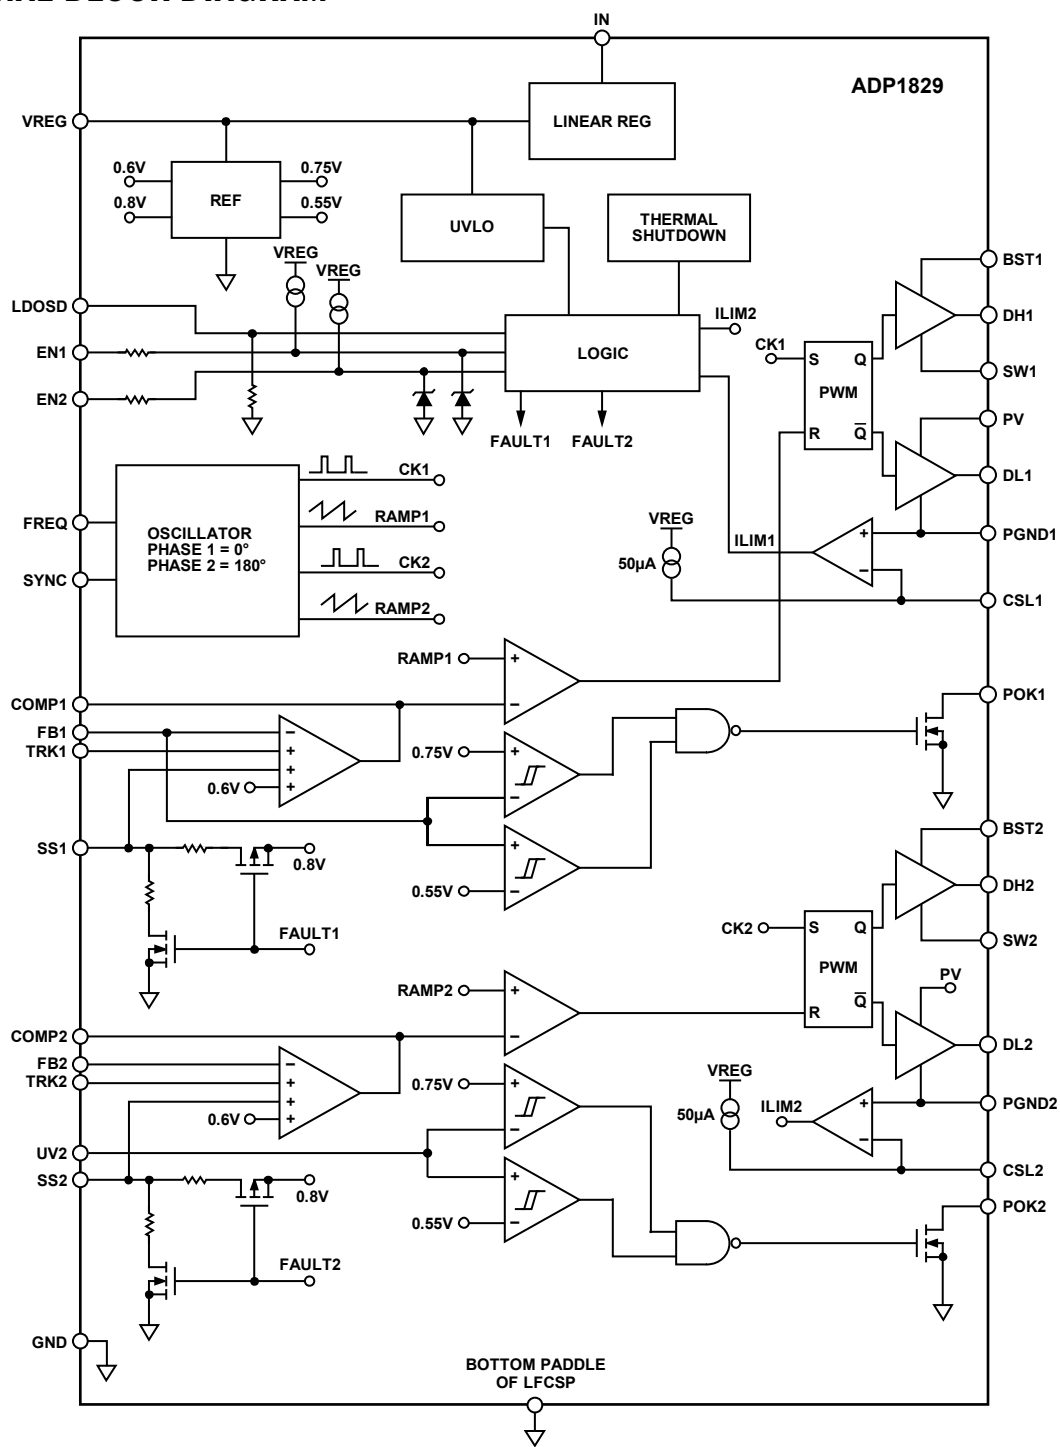 IN
ADP1829
LINEAR REG
VREG
0.6V
0.75V
REF
0.8V
0.55V
UVLO
THERMAL
SHUTDOWN
VREG
VREG
BST1
LDOSD
ILIM2
DH1
EN1
LOGIC
CK1
S
Q
SW1
EN2
PWM
PV
FAULT1
FAULT2
R
Q
CK1
DL1
FREQ
OSCILLATOR
PHASE 1 = 0°
PHASE 2 = 180°
RAMP1
VREG
ILIM1
+
PGND1
CK2
50µA
–
SYNC
CSL1
RAMP2
RAMP1
+
COMP1
–
POK1
FB1
–
TRK1
+
0.75V
+
+
0.6V
+
–
BST2
SS1
+
0.8V
0.55V
–
DH2
CK2
S
Q
FAULT1
SW2
PWM
PV
RAMP2
+
Q
R
COMP2
–
DL2
FB2
–
VREG
TRK2
+
0.75V
+
+
ILIM2
+
PGND2
0.6V
+
50µA
–
–
UV2
CSL2
SS2
+
0.8V
POK2
0.55V
–
FAULT2
GND
BOTTOM PADDLE
OF LFCSP